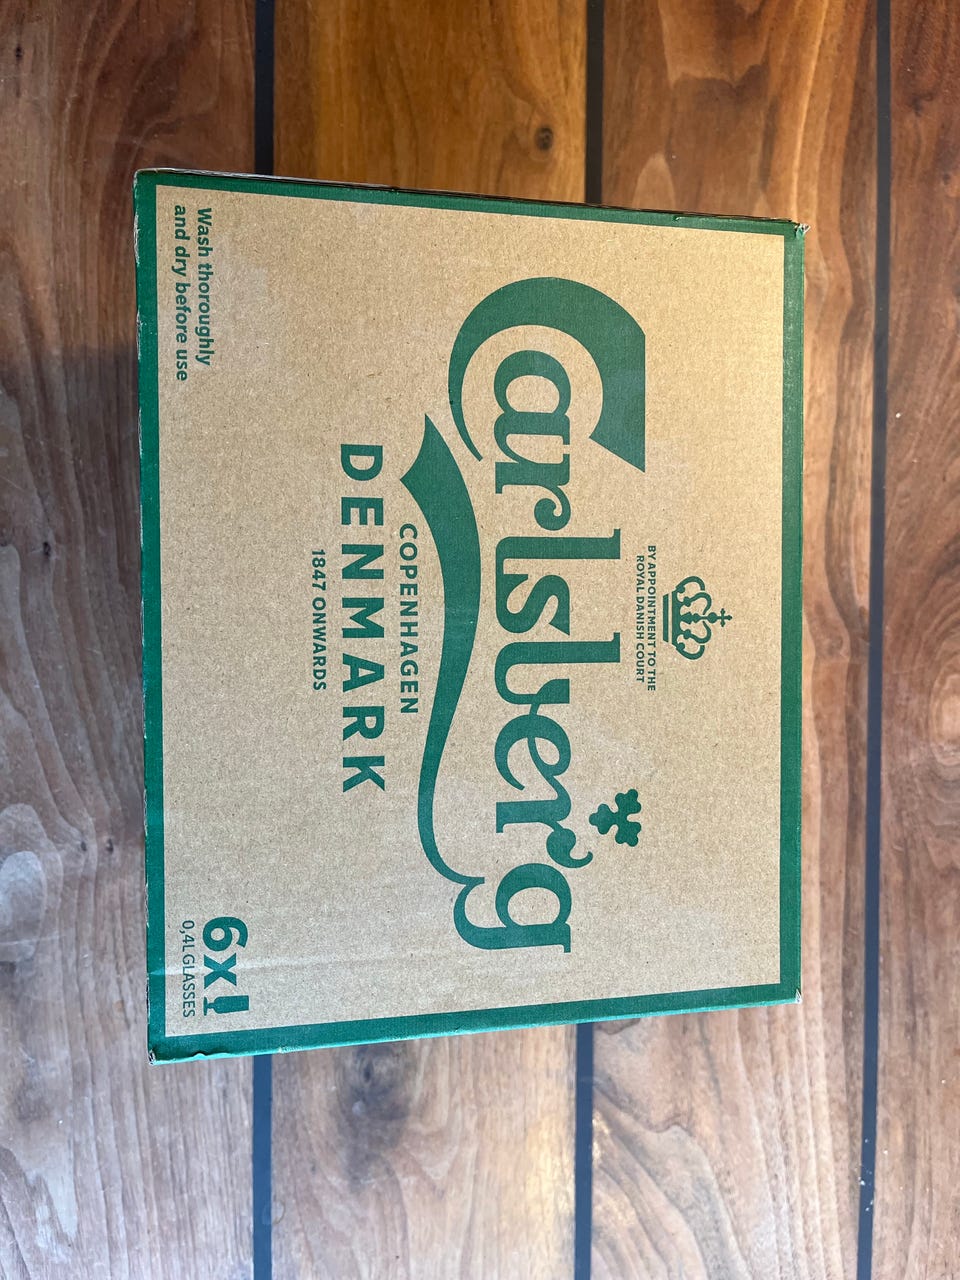 BY APPOINTMENT TO THE
ROYAL DANISH COURT
Carlsberg
COPENHAGEN
DENMARK
1847 ONWARDS
Wash thoroughly
and dry before use
6x
0,4L GLASSES